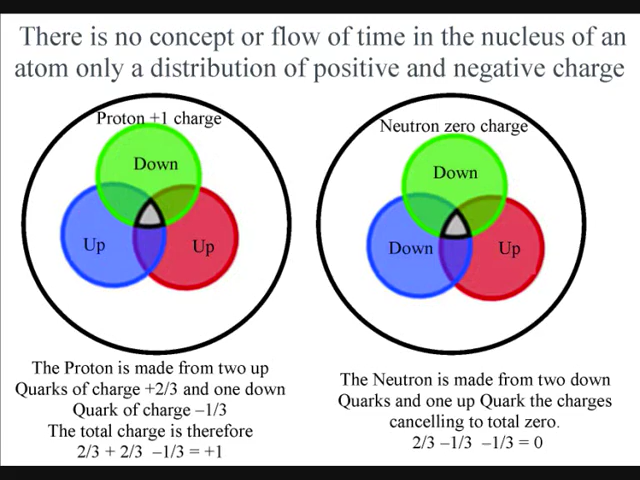 There is no concept or flow of time in the nucleus of an
atom only a distribution of positive and negative charge
Proton +1 charge
Down
Up
Up
The Proton is made from two up
Quarks of charge +2/3 and one down
Quark of charge –1/3
The total charge is therefore
2/3 + 2/3 –1/3 = +1
Neutron zero charge
Down
Down
Up
The Neutron is made from two down
Quarks and one up Quark the charges
cancelling to total zero.
2/3 –1/3 –1/3 = 0